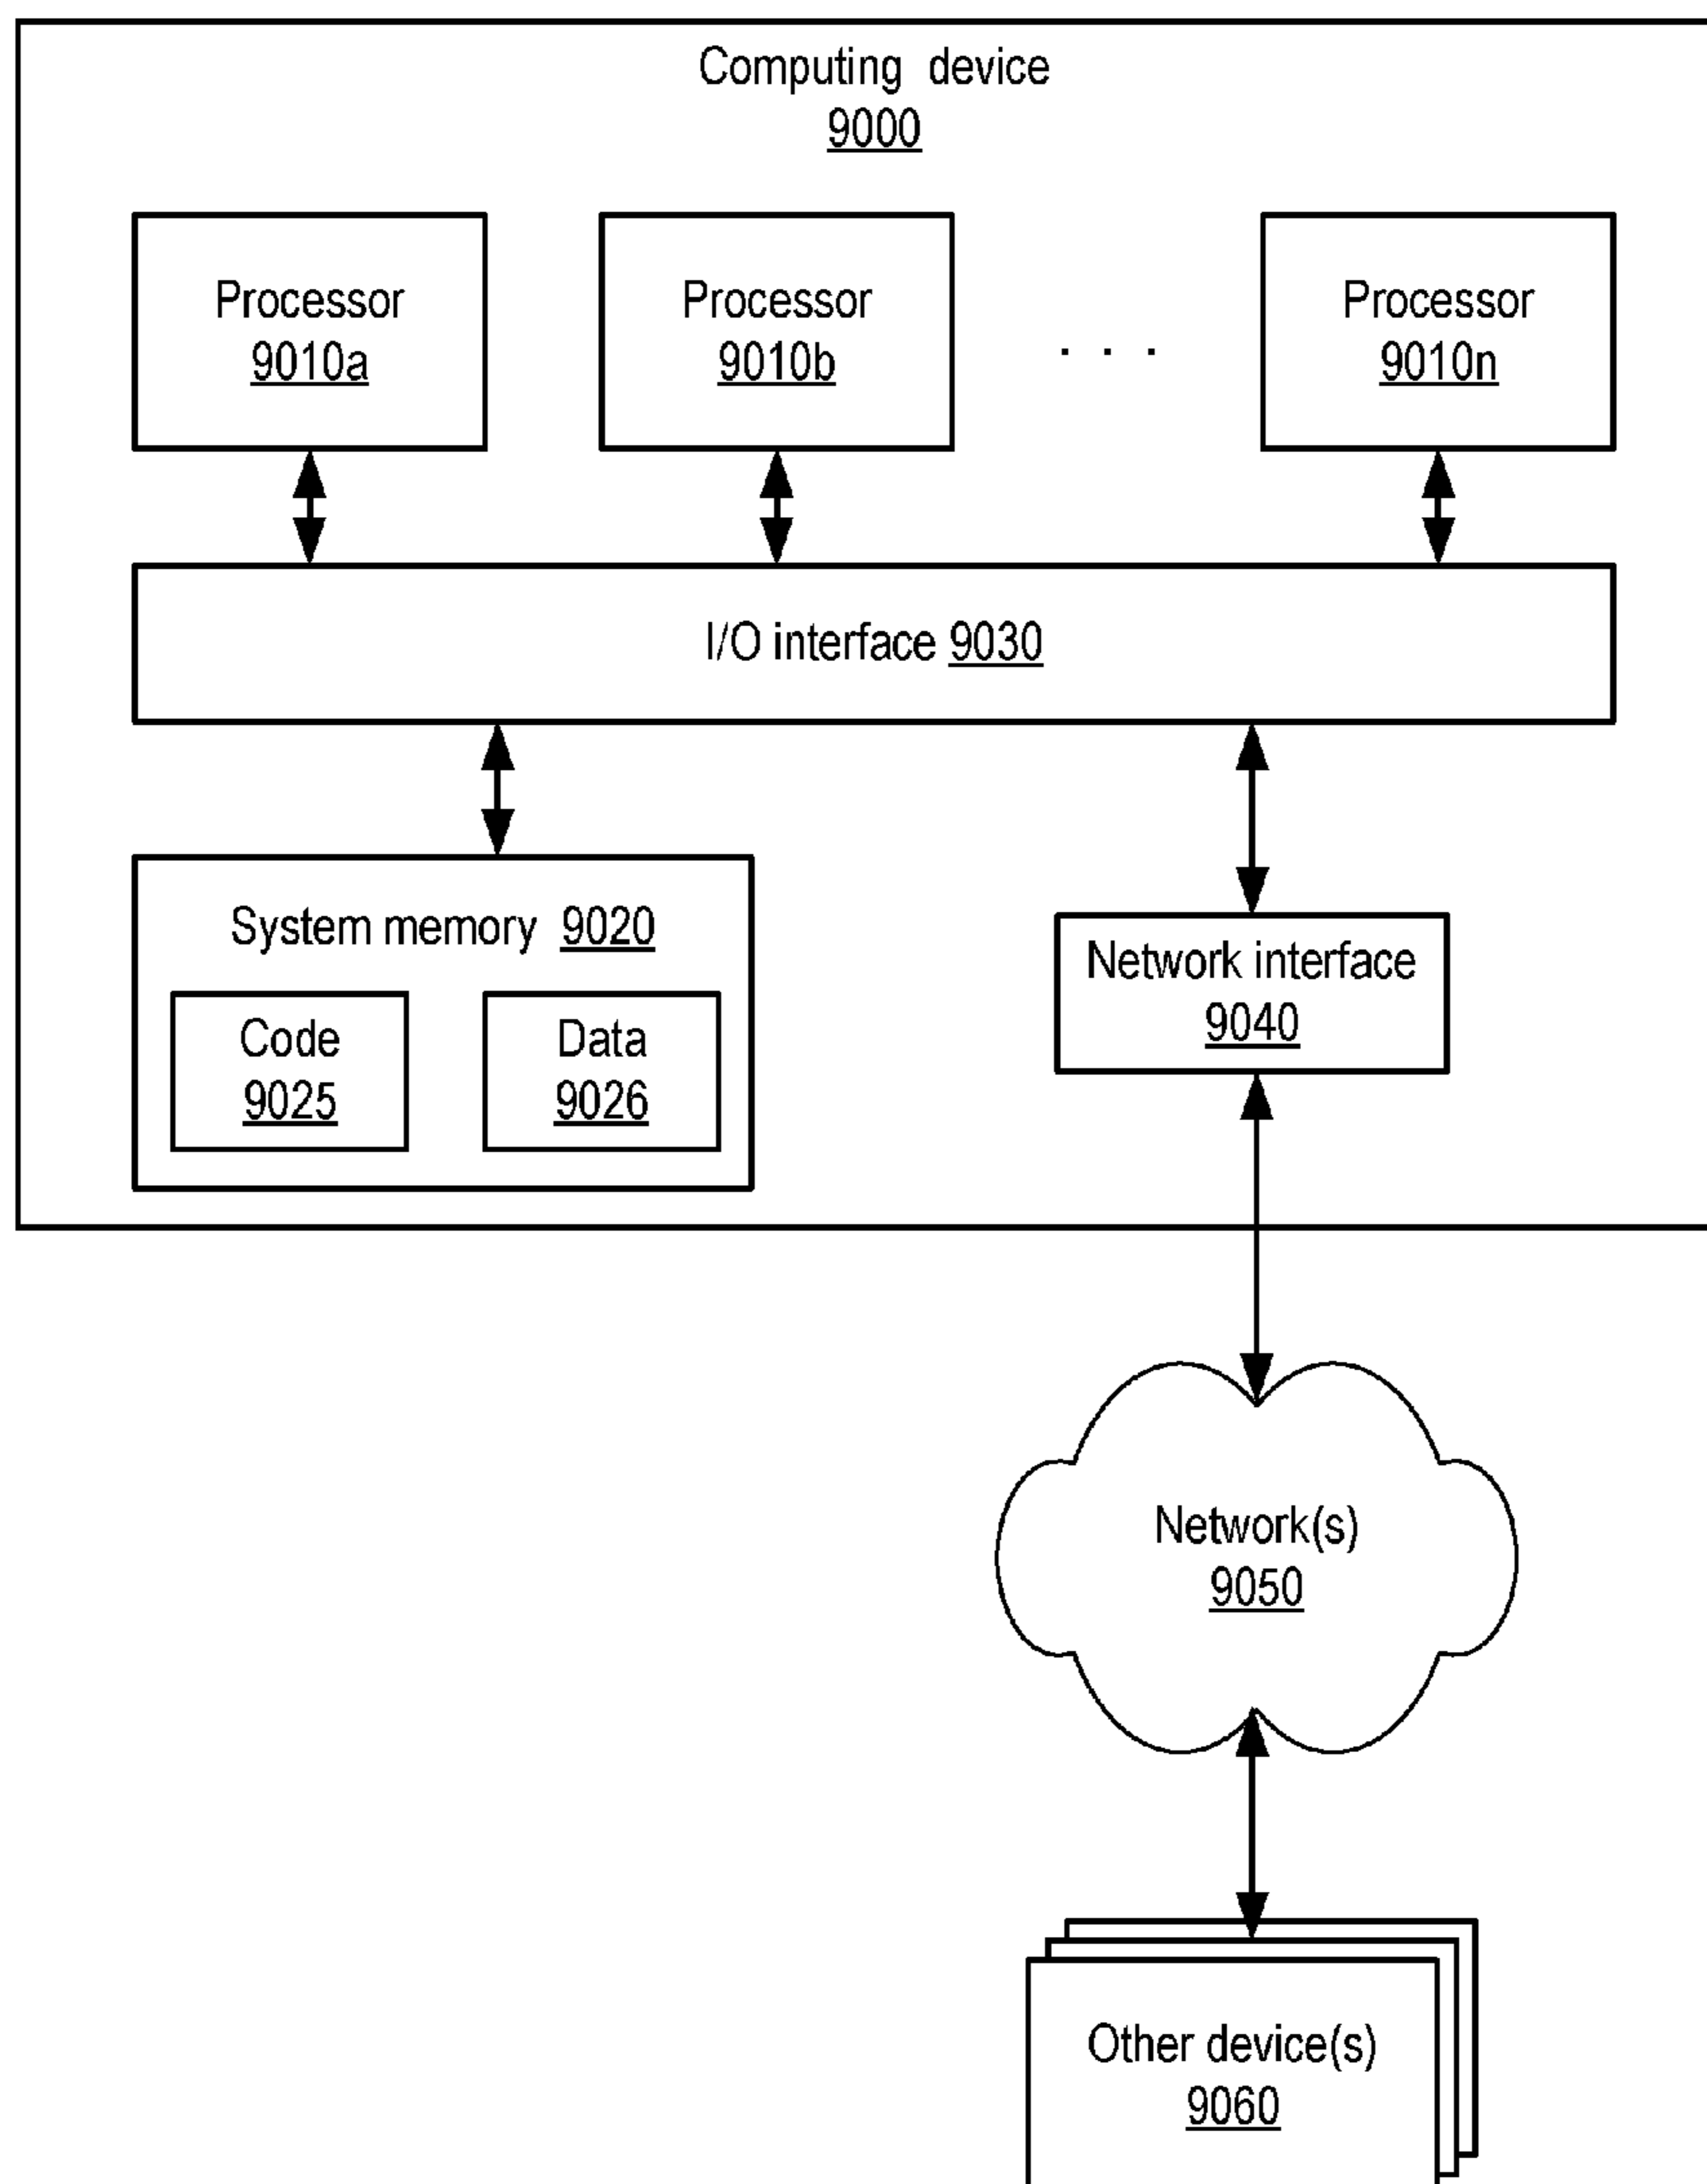 Computing device
9000
Processor
9010a
Processor
9010b
. . .
Processor
9010n
I/O interface 9030
System memory 9020
Code
9025
Data
9026
Network interface
9040
Network(s)
9050
Other device(s)
9060